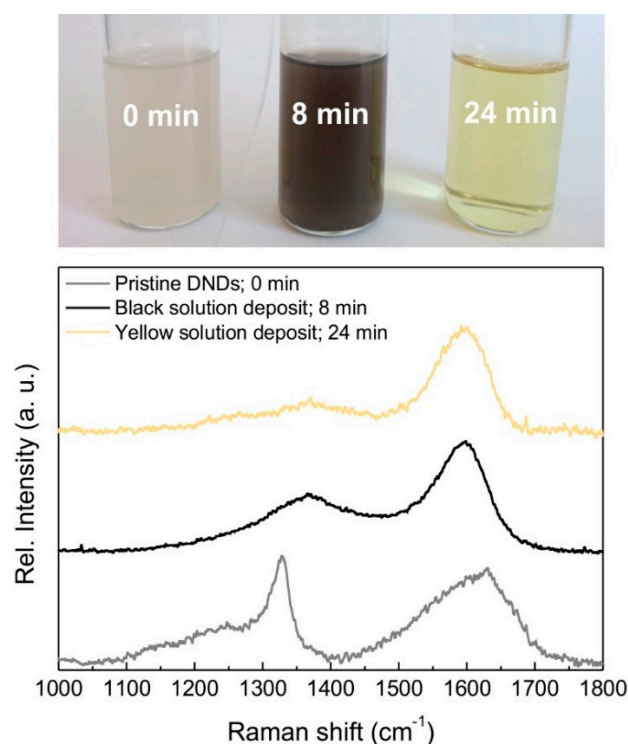 0 min 8 min 24 min
Pristine DNDs; 0 min
Black solution deposit; 8 min
Yellow solution deposit; 24 min
Rel. Intensity (a. u.)
1000 1100 1200 1300 1400 1500 1600 1700 1800
Raman shift (cm⁻¹)